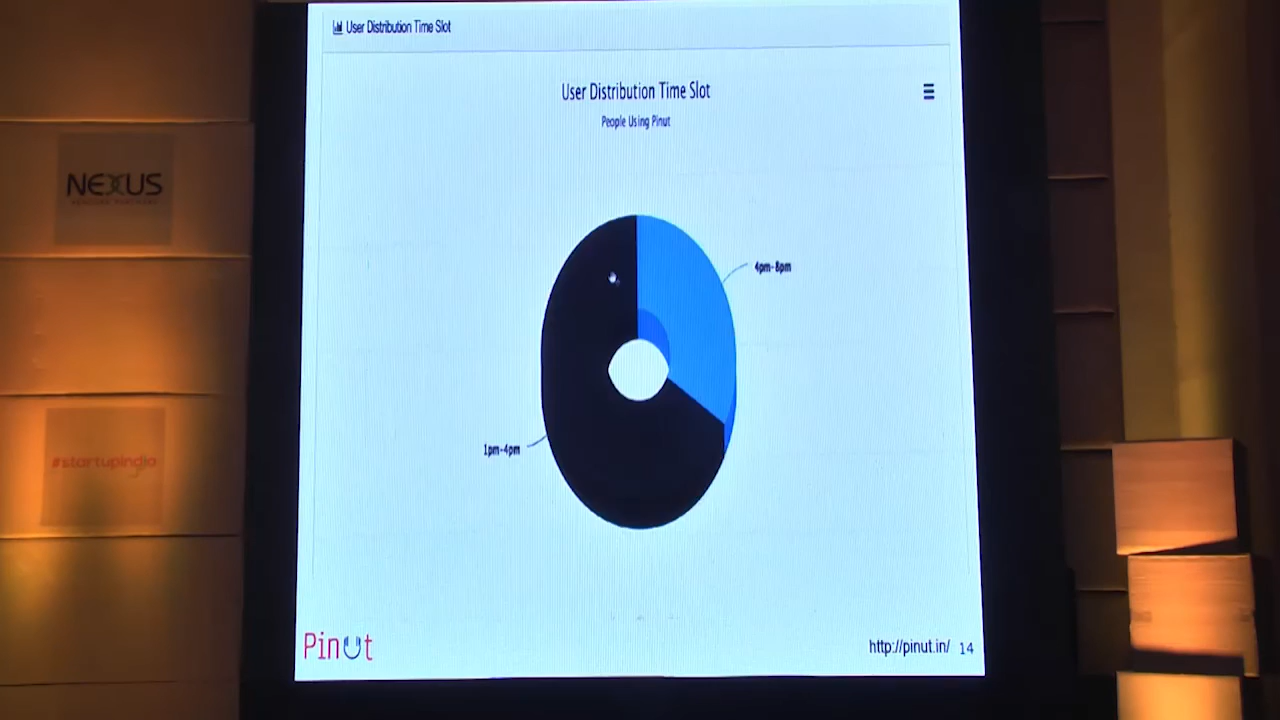 User Distribution Time Slot
User Distribution Time Slot
People Using Pinut
4pm-8pm
1pm-4pm
Pinut
http://pinut.in/ 14
NEXUS
#startupindia